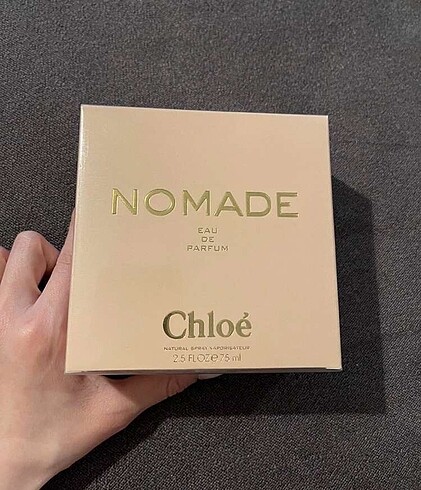 NOMADE
EAU
DE
PARFUM
Chloé
NATURAL SPRAY VAPORISATEUR
2.5 FL.OZ e 75 ml